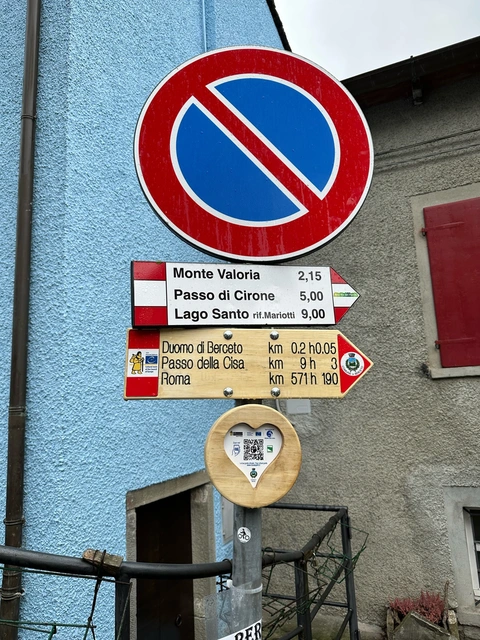 Monte Valoria 2,15
Passo di Cirone 5,00
Lago Santo rif.Mariotti 9,00
Duomo di Berceto km 0.2 h0.05
Passo della Cisa km 9 h 3
Roma km 571 h 190
BER